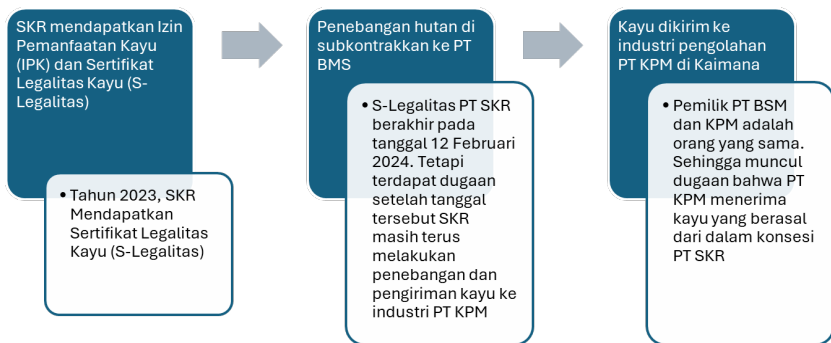 SKR mendapatkan Izin
Pemanfaatan Kayu
(IPK) dan Sertifikat
Legalitas Kayu (S-
Legalitas)
• Tahun 2023, SKR
Mendapatkan
Sertifikat Legalitas
Kayu (S-Legalitas)
Penebangan hutan di
subkontrakkan ke PT
BMS
• S-Legalitas PT SKR
berakhir pada
tanggal 12 Februari
2024. Tetapi
terdapat dugaan
setelah tanggal
tersebut SKR
masih terus
melakukan
penebangan dan
pengiriman kayu ke
industri PT KPM
Kayu dikirim ke
industri pengolahan
PT KPM di Kaimana
• Pemilik PT BSM
dan KPM adalah
orang yang sama.
Sehingga muncul
dugaan bahwa PT
KPM menerima
kayu yang berasal
dari dalam konsesi
PT SKR